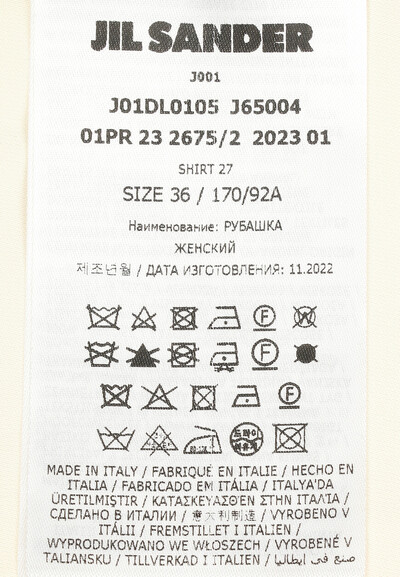 JIL SANDER
J001
J01DL0105 J65004
01PR 23 2675/2 2023 01
SHIRT 27
SIZE 36 / 170/92A
Наименование: РУБАШКА
ЖЕНСКИЙ
제조년월 / ДАТА ИЗГОТОВЛЕНИЯ: 11.2022
F W
F
F
드라이
MADE IN ITALY / FABRIQUÉ EN ITALIE / HECHO EN
ITALIA / FABRICADO EM ITÁLIA / ITALYA'DA
ÜRETILMIŞTIR / ΚΑΤΑΣΚΕΥΑΣΘΕΝ ΣΤΗΝ ΙΤΑΛΙΑ /
СДЕЛАНО В ИТАЛИИ / 意大利制造 / VYROBENO V
ITÁLII / FREMSTILLET I ITALIEN /
WYPRODUKOWANO WE WŁOSZECH / VYROBENÉ V
TALIANSKU / TILLVERKAD I ITALIEN / صنع في ايطاليا